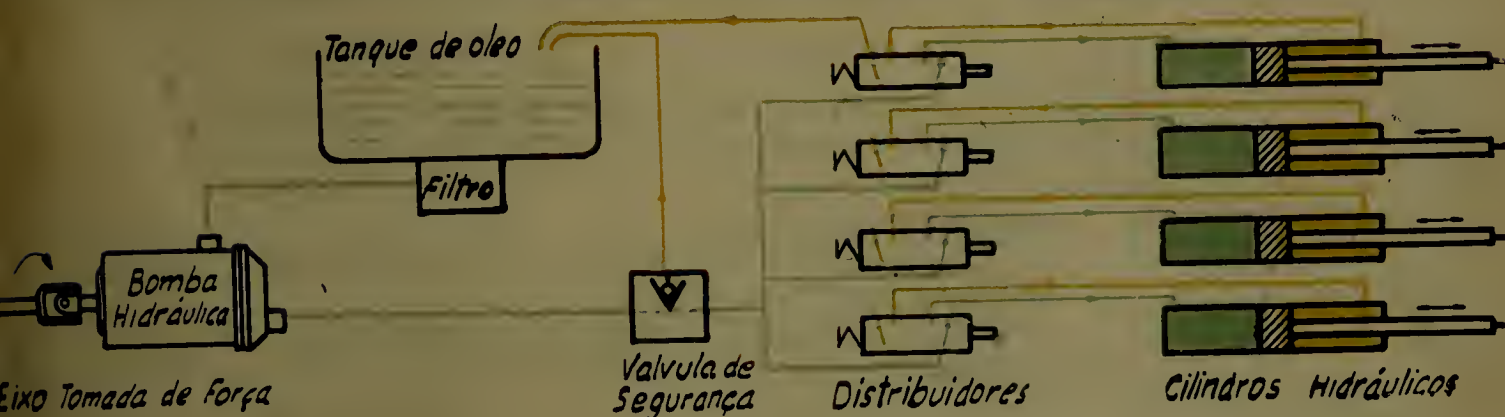 Tanque de oleo
Filtro
Bomba
Hidráulica
Eixo Tomada de Força
Valvula de
Segurança
Distribuidores
Cilindros Hidráulicos